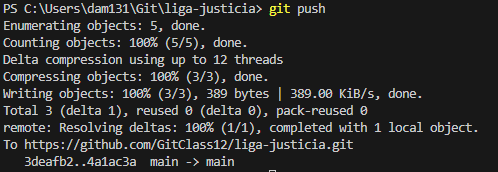 PS C:\Users\dam131\Git\liga-justicia> git push
Enumerating objects: 5, done.
Counting objects: 100% (5/5), done.
Delta compression using up to 12 threads
Compressing objects: 100% (3/3), done.
Writing objects: 100% (3/3), 389 bytes | 389.00 KiB/s, done.
Total 3 (delta 1), reused 0 (delta 0), pack-reused 0
remote: Resolving deltas: 100% (1/1), completed with 1 local object.
To https://github.com/GitClass12/liga-justicia.git
   3deafb2..4a1ac3a  main -> main